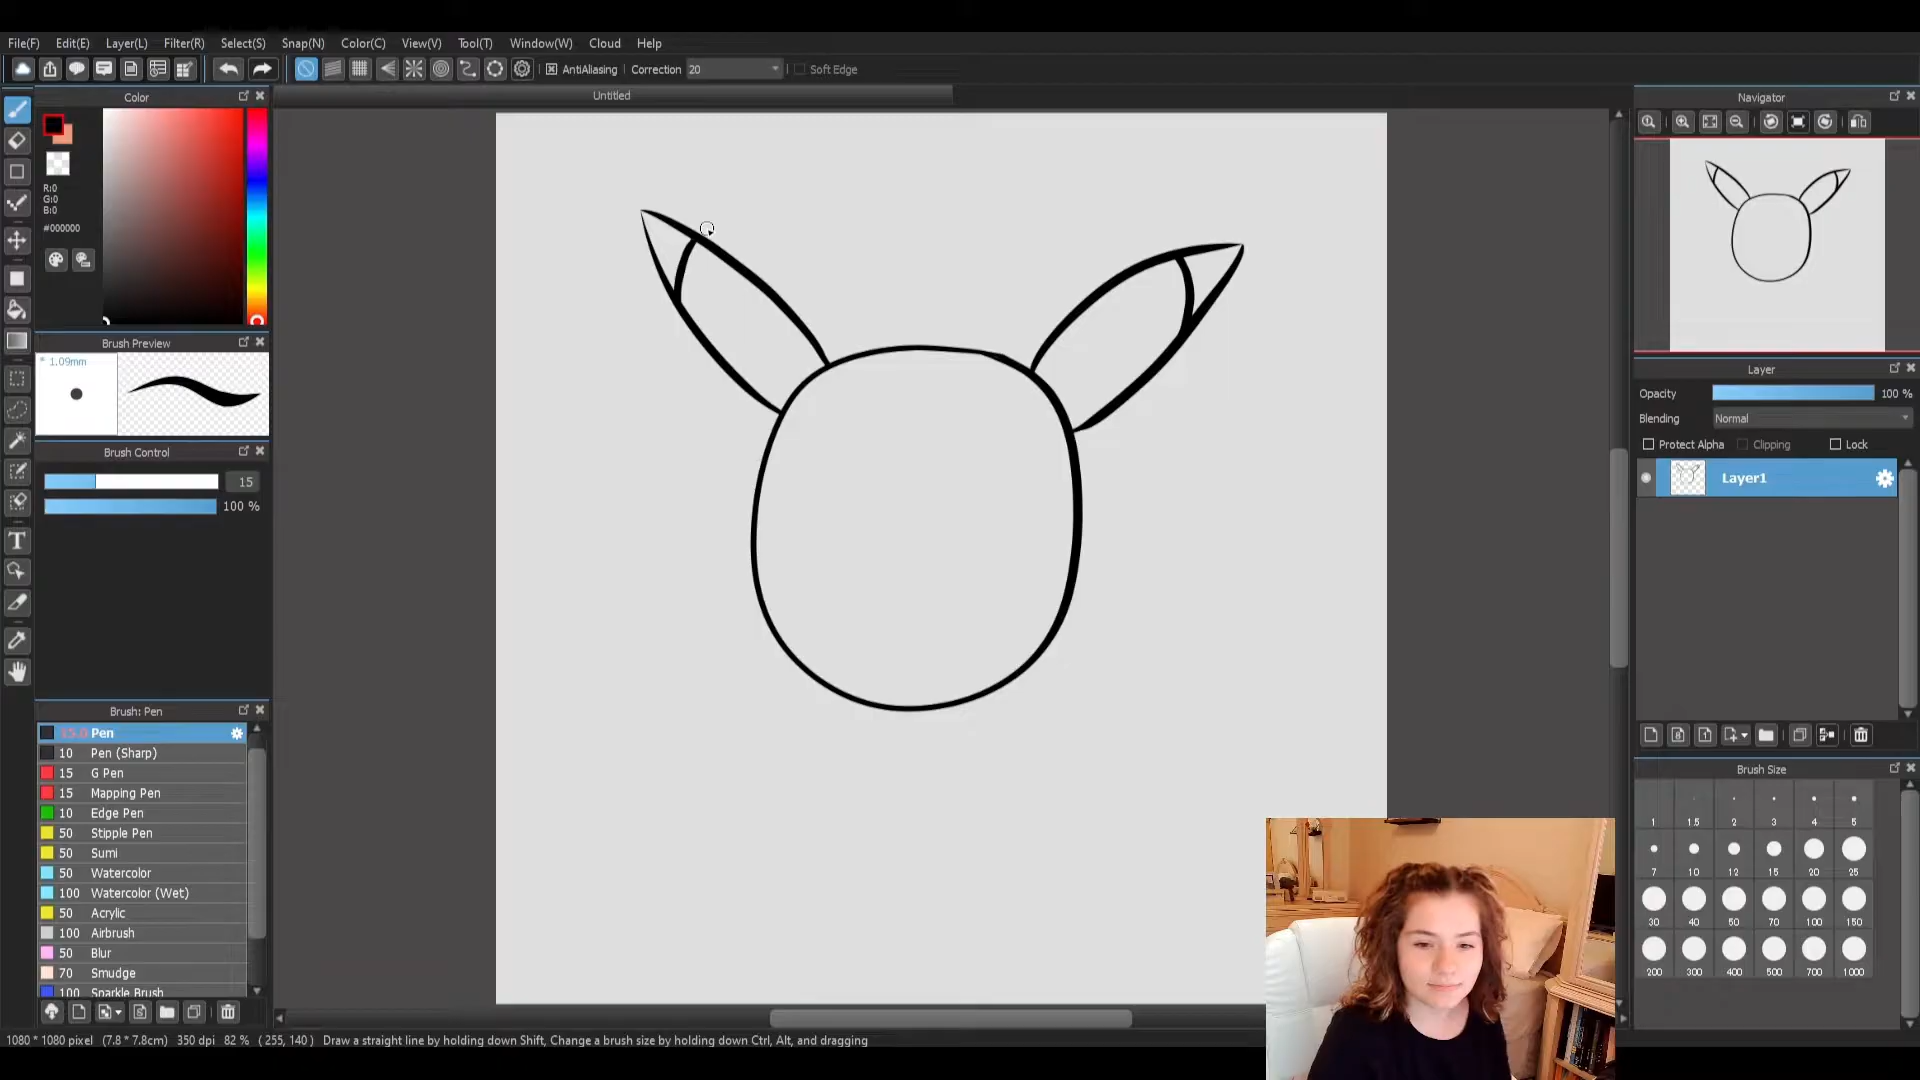 File(F) Edit(E) Layer(L) Filter(R) Select(S) Snap(N) Color(C) View(V) Tool(T) Window(W) Cloud Help
AntiAliasing Correction 20 Soft Edge
Untitled
Color
R:0
G:0
B:0
#000000
Brush Preview
* 1.09mm
Brush Control
15
100 %
Brush: Pen
15.0 Pen
10 Pen (Sharp)
15 G Pen
15 Mapping Pen
10 Edge Pen
50 Stipple Pen
50 Sumi
50 Watercolor
100 Watercolor (Wet)
50 Acrylic
100 Airbrush
50 Blur
70 Smudge
100 Sparkle Brush
Navigator
Layer
Opacity 100 %
Blending Normal
Protect Alpha Clipping Lock
Layer1
Brush Size
1 1.5 2 3 4 5
7 10 12 15 20 25
30 40 50 70 100 150
200 300 400 500 700 1000
1080 * 1080 pixel (7.8 * 7.8cm) 350 dpi 82 % ( 255, 140 ) Draw a straight line by holding down Shift, Change a brush size by holding down Ctrl, Alt, and dragging